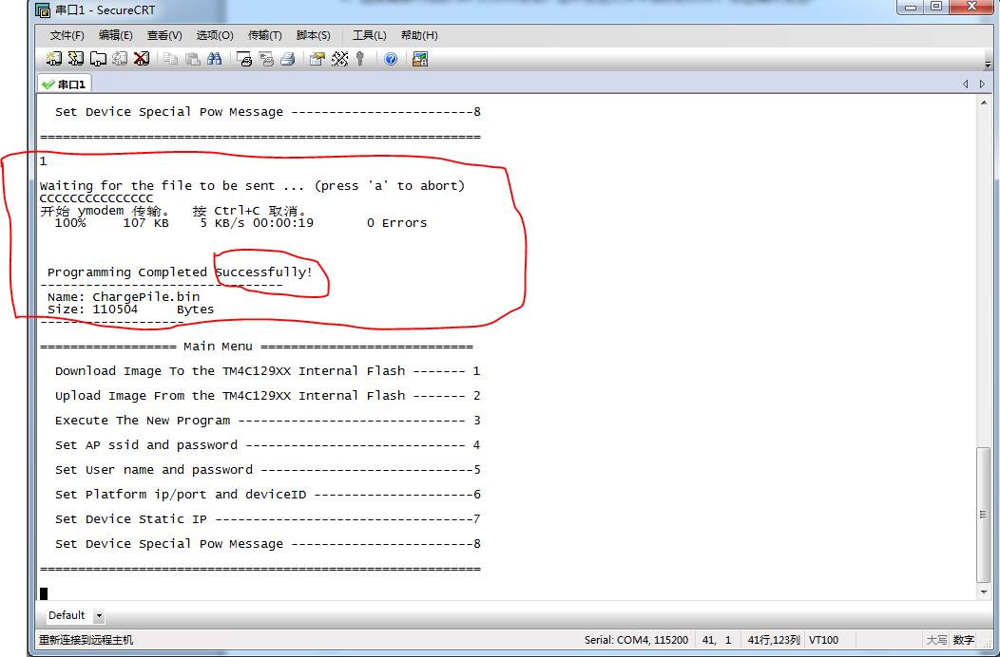 串口1 - SecureCRT
文件(F) 编辑(E) 查看(V) 选项(O) 传输(T) 脚本(S) 工具(L) 帮助(H)
串口1
Set Device Special Pow Message ------------------------8
==========================================================
1
Waiting for the file to be sent ... (press 'a' to abort)
CCCCCCCCCCCCCCC
开始 ymodem 传输。 按 Ctrl+C 取消。
100% 107 KB 5 KB/s 00:00:19 0 Errors
Programming Completed Successfully!
--------------------------------
Name: ChargePile.bin
Size: 110504 Bytes
-------------------
================== Main Menu ============================
Download Image To the TM4C129XX Internal Flash ------- 1
Upload Image From the TM4C129XX Internal Flash ------- 2
Execute The New Program ------------------------------ 3
Set AP ssid and password ----------------------------- 4
Set User name and password ----------------------------5
Set Platform ip/port and deviceID ---------------------6
Set Device Static IP ----------------------------------7
Set Device Special Pow Message ------------------------8
==========================================================
Default
重新连接到远程主机 Serial: COM4, 115200 41, 1 41行,123列 VT100 大写 数字